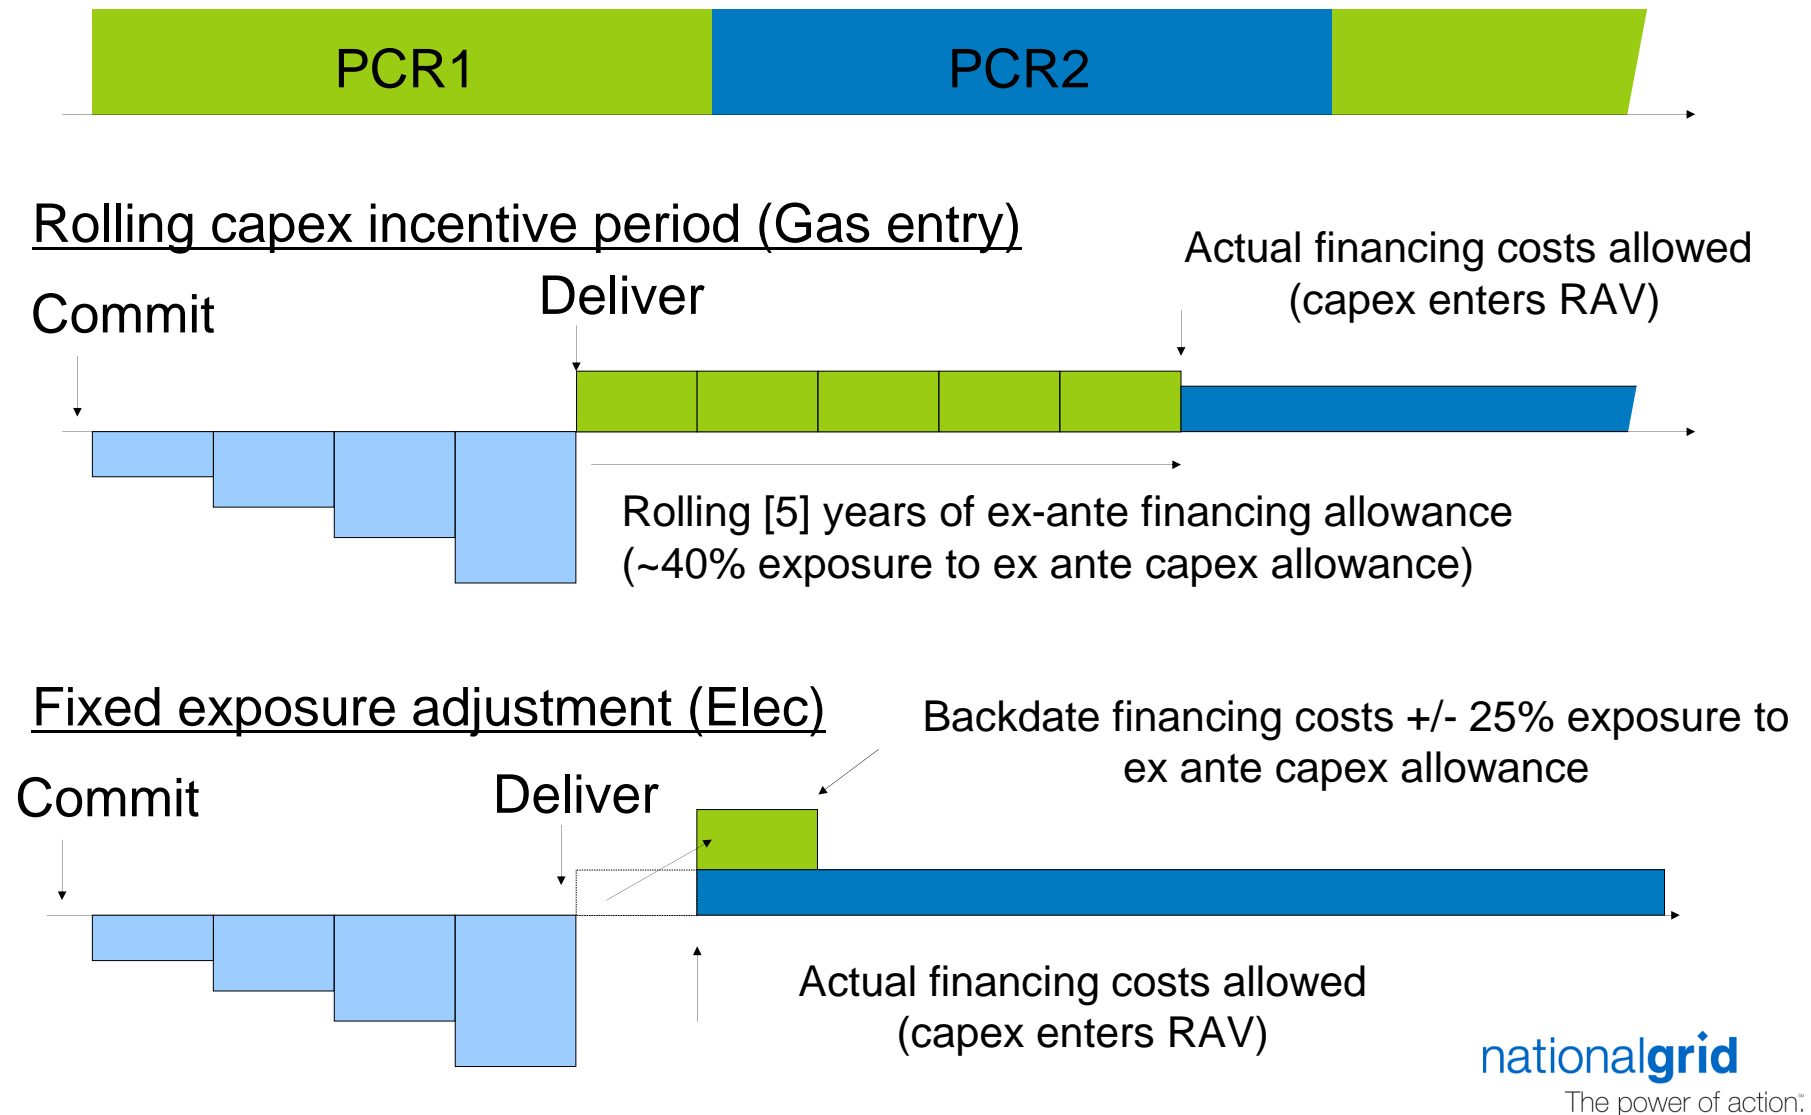 PCR1
PCR2
Rolling capex incentive period (Gas entry)
Actual financing costs allowed
(capex enters RAV)
Commit
Deliver
Rolling [5] years of ex-ante financing allowance
(~40% exposure to ex ante capex allowance)
Fixed exposure adjustment (Elec)
Backdate financing costs +/- 25% exposure to
ex ante capex allowance
Commit
Deliver
Actual financing costs allowed
(capex enters RAV)
nationalgrid
The power of action.